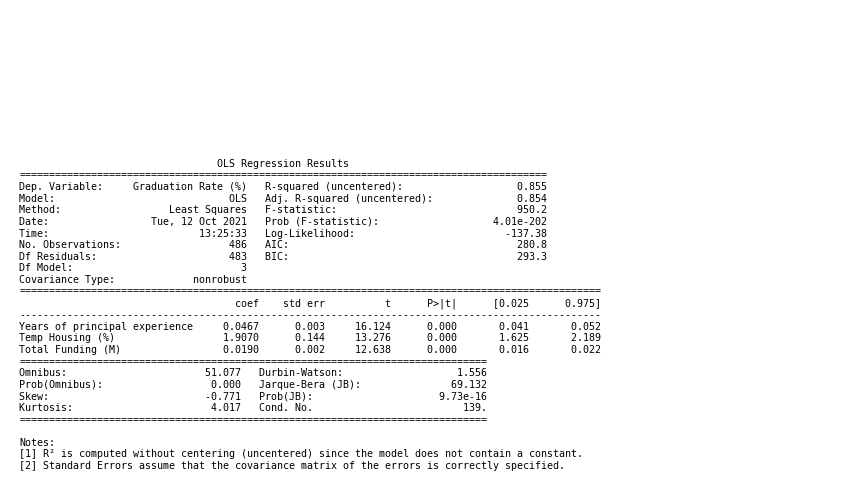 OLS Regression Results
==============================================================================
Dep. Variable: Graduation Rate (%) R-squared (uncentered): 0.855
Model: OLS Adj. R-squared (uncentered): 0.854
Method: Least Squares F-statistic: 950.2
Date: Tue, 12 Oct 2021 Prob (F-statistic): 4.01e-202
Time: 13:25:33 Log-Likelihood: -137.38
No. Observations: 486 AIC: 280.8
Df Residuals: 483 BIC: 293.3
Df Model: 3
Covariance Type: nonrobust
==============================================================================
coef std err t P>|t| [0.025 0.975]
------------------------------------------------------------------------------
Years of principal experience 0.0467 0.003 16.124 0.000 0.041 0.052
Temp Housing (%) 1.9070 0.144 13.276 0.000 1.625 2.189
Total Funding (M) 0.0190 0.002 12.638 0.000 0.016 0.022
==============================================================================
Omnibus: 51.077 Durbin-Watson: 1.556
Prob(Omnibus): 0.000 Jarque-Bera (JB): 69.132
Skew: -0.771 Prob(JB): 9.73e-16
Kurtosis: 4.017 Cond. No. 139.
==============================================================================
Notes:
[1] R² is computed without centering (uncentered) since the model does not contain a constant.
[2] Standard Errors assume that the covariance matrix of the errors is correctly specified.